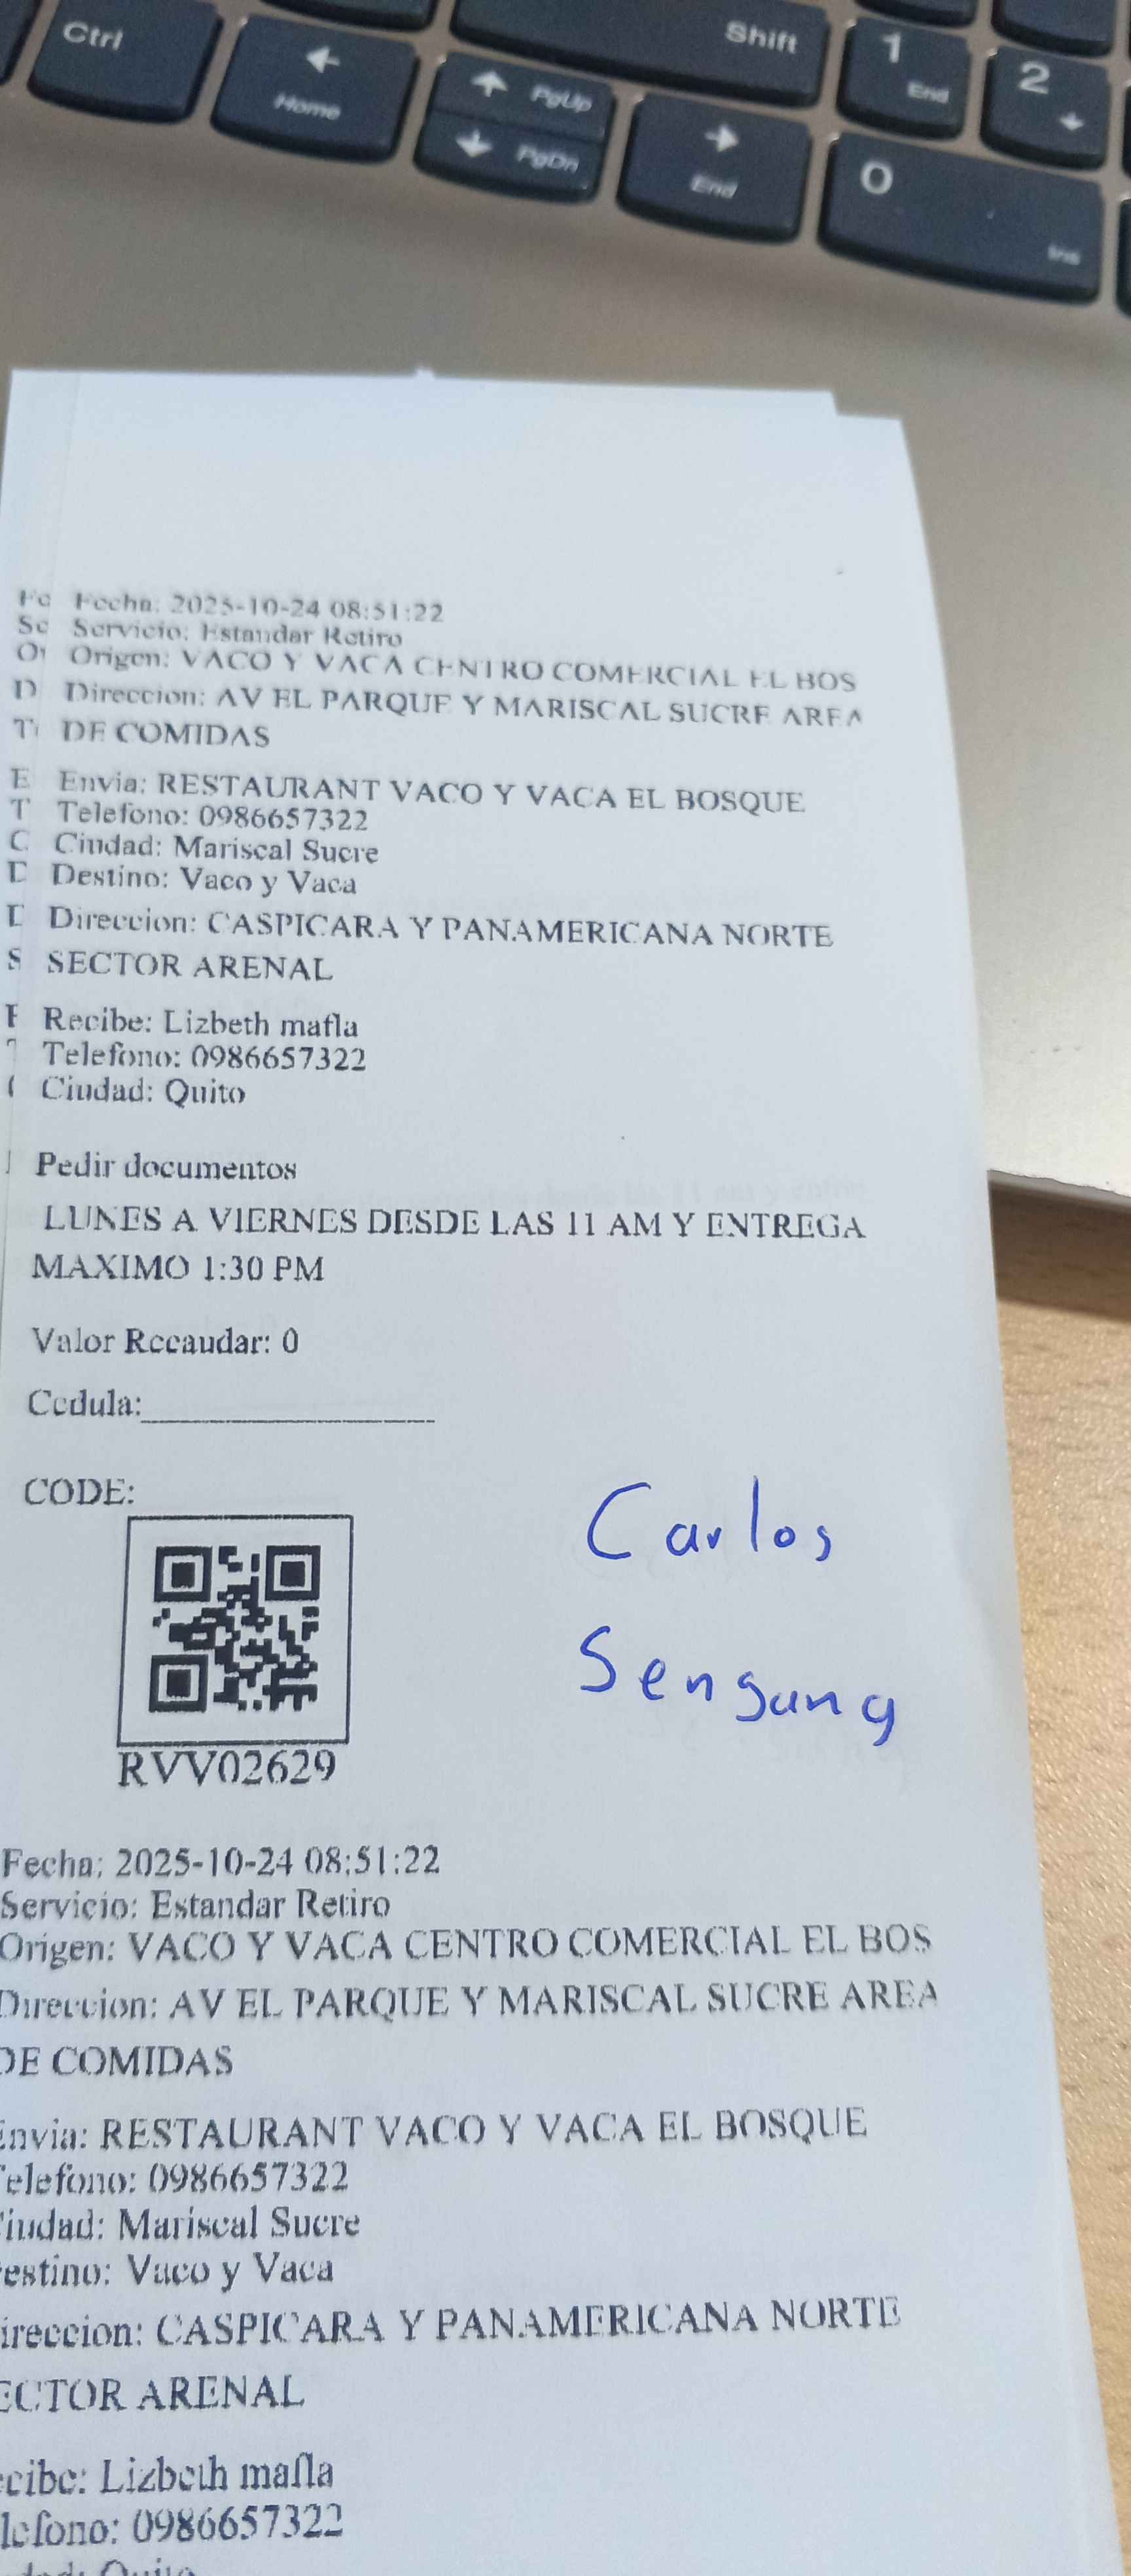 Ctrl
Home
PgUp
PgDn
Shift
End
1
End
2
0
Ins
Fecha: 2025-10-24 08:51:22
Servicio: Estandar Retiro
Origen: VACO Y VACA CENTRO COMERCIAL EL BOS
Direccion: AV EL PARQUE Y MARISCAL SUCRE AREA
DE COMIDAS
Envia: RESTAURANT VACO Y VACA EL BOSQUE
Telefono: 0986657322
Ciudad: Mariscal Sucre
Destino: Vaco y Vaca
Direccion: CASPICARA Y PANAMERICANA NORTE
SECTOR ARENAL
Recibe: Lizbeth mafla
Telefono: 0986657322
Ciudad: Quito
Pedir documentos
LUNES A VIERNES DESDE LAS 11 AM Y ENTREGA
MAXIMO 1:30 PM
Valor Recaudar: 0
Cedula:
CODE:
Carlos
RVV02629
Fecha: 2025-10-24 08:51:22
Servicio: Estandar Retiro
Origen: VACO Y VACA CENTRO COMERCIAL EL BOS
Direccion: AV EL PARQUE Y MARISCAL SUCRE AREA
DE COMIDAS
Envia: RESTAURANT VACO Y VACA EL BOSQUE
Telefono: 0986657322
Ciudad: Mariscal Sucre
estino: Vaco y Vaca
ireccion: CASPICARA Y PANAMERICANA NORTE
ECTOR ARENAL
ecibe: Lizbeth mafla
lefono: 0986657322